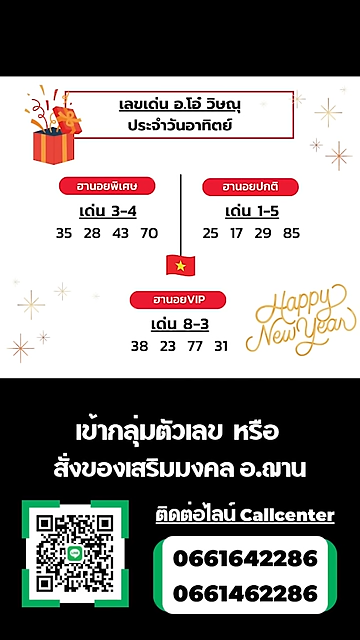 เลขเด่น อ.โอ๋ วิษณุ
ประจำวันอาทิตย์
ฮานอยพิเศษ
เด่น 3-4
35 28 43 70
ฮานอยปกติ
เด่น 1-5
25 17 29 85
ฮานอยVIP
เด่น 8-3
38 23 77 31
Happy
New Year
เข้ากลุ่มตัวเลข หรือ
สั่งของเสริมมงคล อ.ฌาน
ติดต่อไลน์ Callcenter
0661642286
0661462286